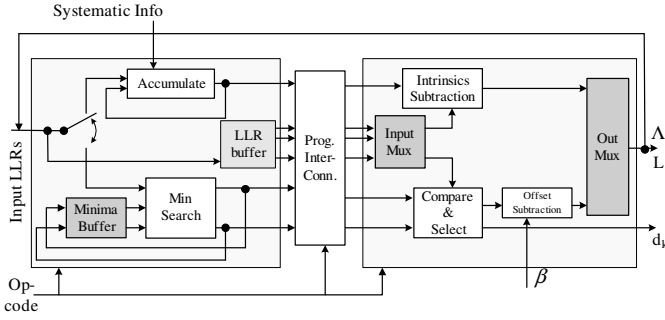 Systematic Info
Accumulate
Intrinsics
Subtraction
LLR
buffer
Prog.
Inter-
Conn.
Input
Mux
Out
Mux
Λ
L
Input LLRs
Min
Search
Minima
Buffer
Compare
&
Select
Offset
Subtraction
Op-
code
β